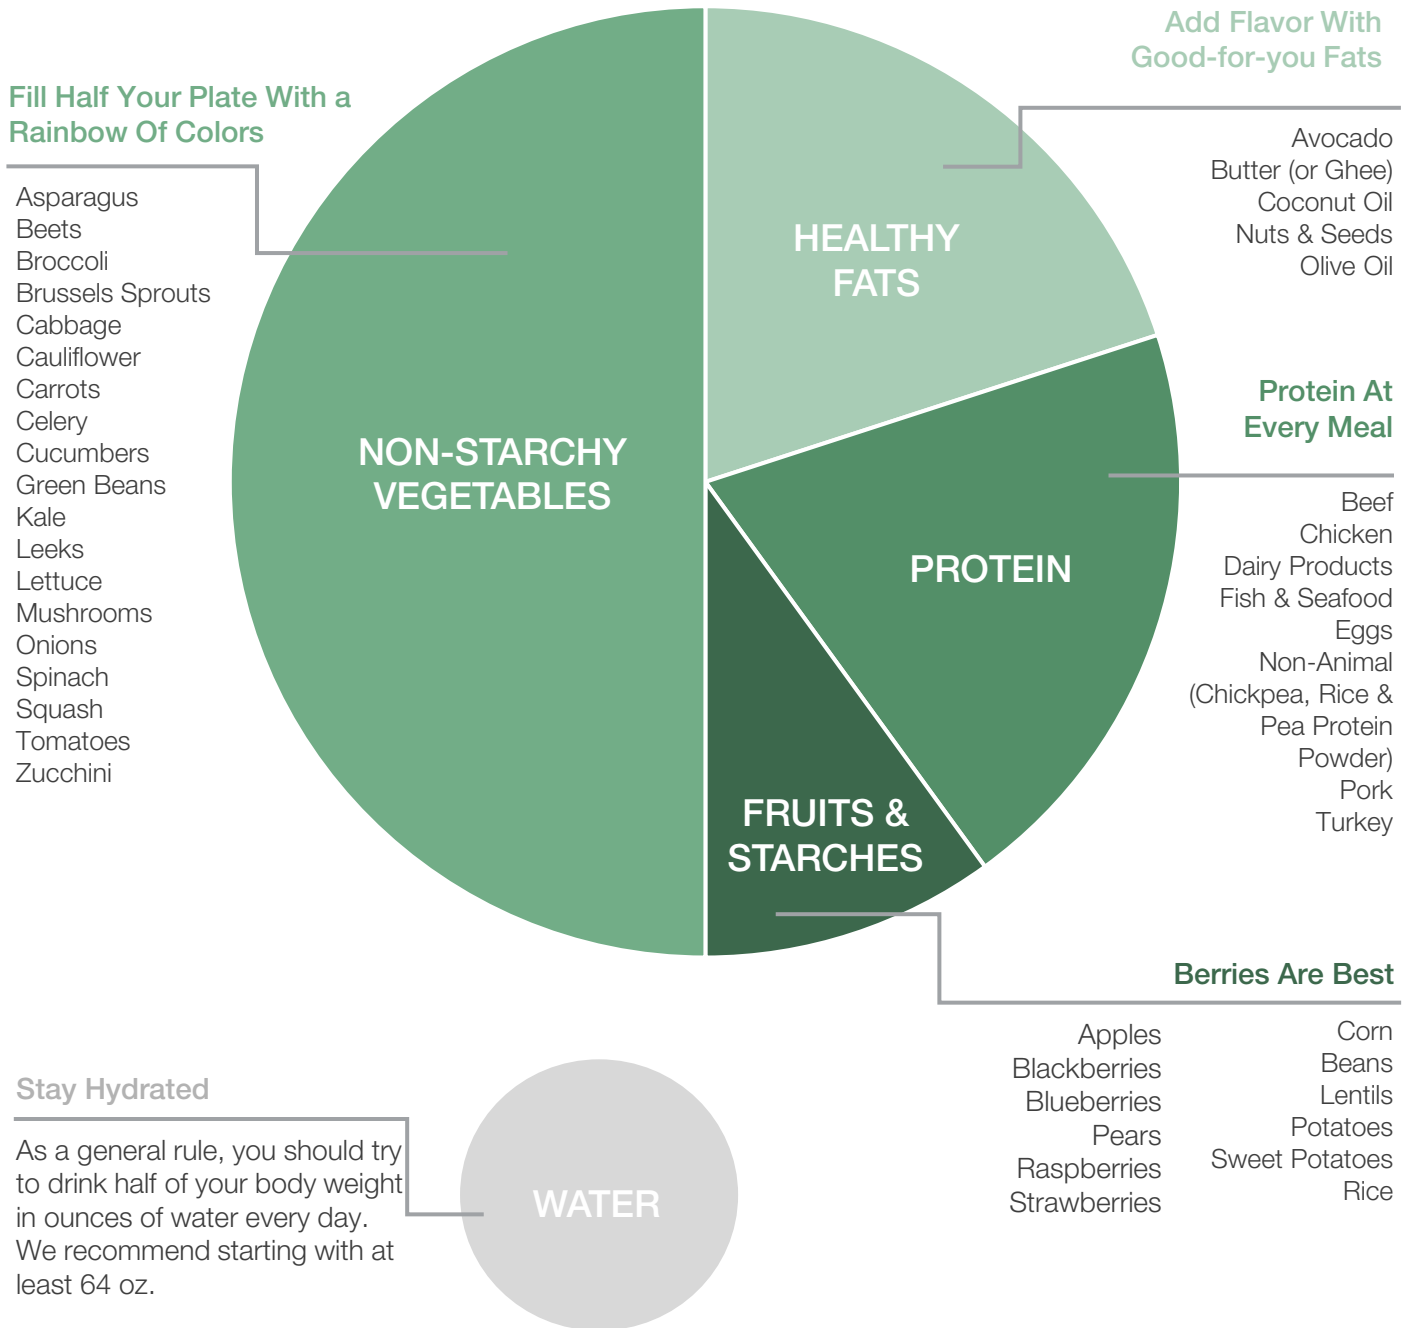 Fill Half Your Plate With a
Rainbow Of Colors
Asparagus
Beets
Broccoli
Brussels Sprouts
Cabbage
Cauliflower
Carrots
Celery
Cucumbers
Green Beans
Kale
Leeks
Lettuce
Mushrooms
Onions
Spinach
Squash
Tomatoes
Zucchini
NON-STARCHY
VEGETABLES
Add Flavor With
Good-for-you Fats
Avocado
Butter (or Ghee)
Coconut Oil
Nuts & Seeds
Olive Oil
HEALTHY
FATS
Protein At
Every Meal
Beef
Chicken
Dairy Products
Fish & Seafood
Eggs
Non-Animal
(Chickpea, Rice &
Pea Protein
Powder)
Pork
Turkey
PROTEIN
FRUITS &
STARCHES
Berries Are Best
Apples
Blackberries
Blueberries
Pears
Raspberries
Strawberries
Corn
Beans
Lentils
Potatoes
Sweet Potatoes
Rice
Stay Hydrated
As a general rule, you should try
to drink half of your body weight
in ounces of water every day.
We recommend starting with at
least 64 oz.
WATER